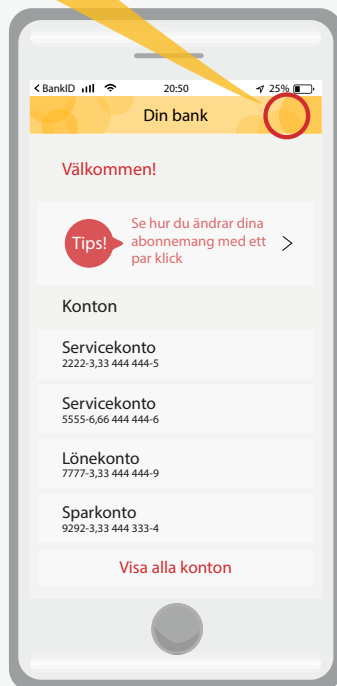 BankID 20:50 25%
Din bank
Välkommen!
Tips!
Se hur du ändrar dina
abonnemang med ett
par klick
Konton
Servicekonto
2222-3,33 444 444-5
Servicekonto
5555-6,66 444 444-6
Lönekonto
7777-3,33 444 444-9
Sparkonto
9292-3,33 444 333-4
Visa alla konton